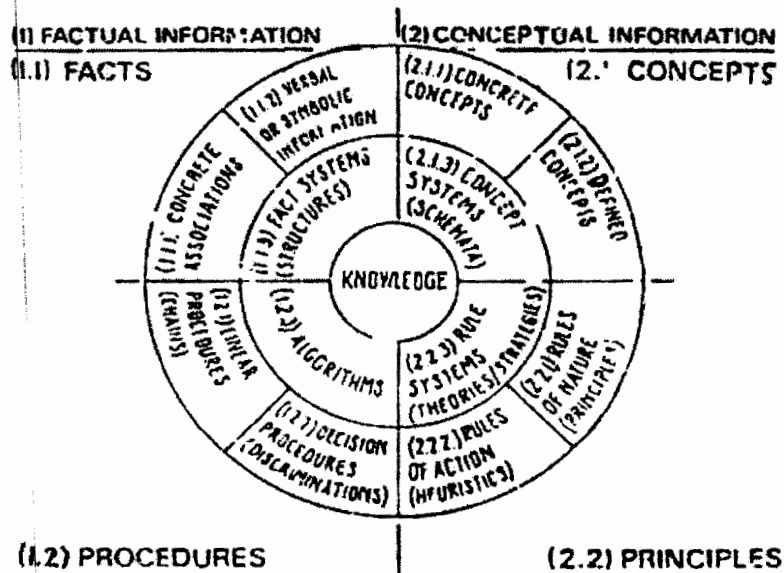 (1) FACTUAL INFORMATION
(2) CONCEPTUAL INFORMATION
(1.1) FACTS
(2.1 CONCEPTS
(1.1.2) VERBAL
OR SYMBOLIC
INFORMATION
(2.1.1) CONCRETE
CONCEPTS
(1.1.1) CONCRETE
ASSOCIATIONS
(1.1.3) FACT SYSTEMS
(STRUCTURES)
(2.1.3) CONCEPT
SYSTEMS
(SCHEMATA)
(2.1.2) DEFINED
CONCEPTS
KNOWLEDGE
(1.2.1) LINEAR
PROCEDURES
(CHAINS)
ALGORITHMS
(2.2.3) RULE
SYSTEMS
(THEORIES/STRATEGIES)
(2.2.1) RULES
OF NATURE
(PRINCIPLES)
(1.2.2) DECISION
PROCEDURES
(DISCRIMINATIONS)
(2.2.2) RULES
OF ACTION
(HEURISTICS)
(1.2) PROCEDURES
(2.2) PRINCIPLES